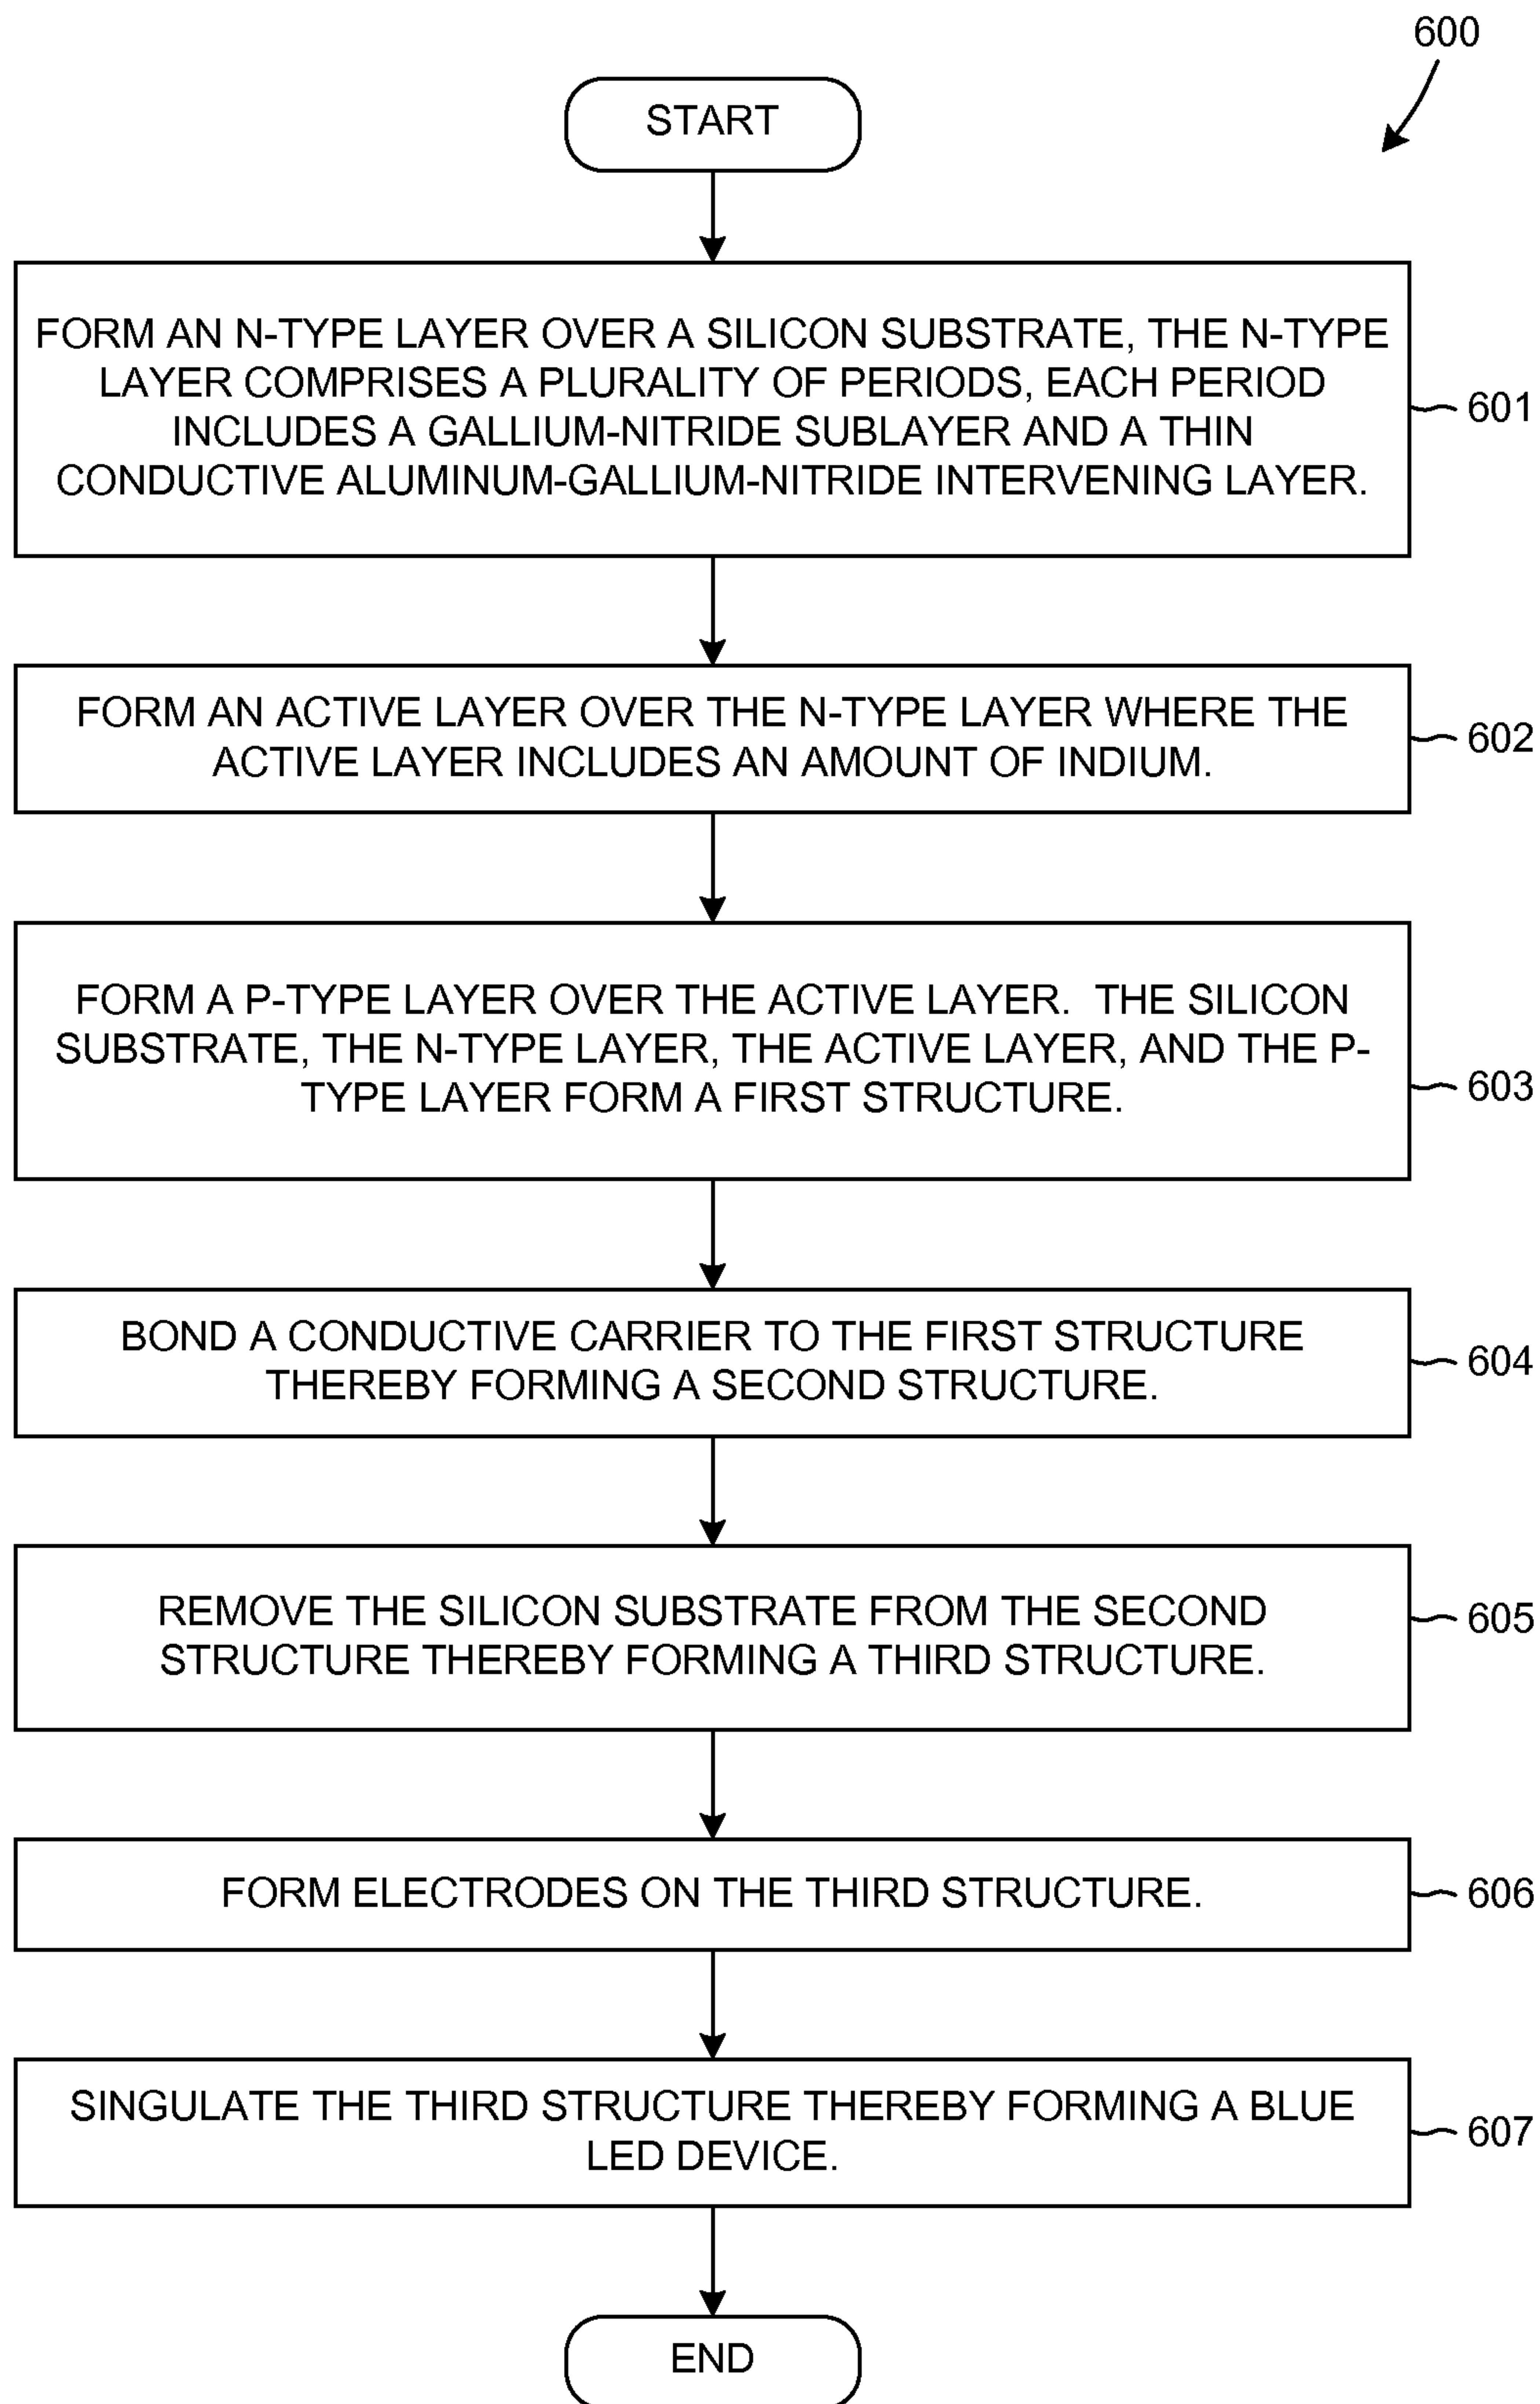 600
START
FORM AN N-TYPE LAYER OVER A SILICON SUBSTRATE, THE N-TYPE
LAYER COMPRISES A PLURALITY OF PERIODS, EACH PERIOD
INCLUDES A GALLIUM-NITRIDE SUBLAYER AND A THIN
CONDUCTIVE ALUMINUM-GALLIUM-NITRIDE INTERVENING LAYER.
601
FORM AN ACTIVE LAYER OVER THE N-TYPE LAYER WHERE THE
ACTIVE LAYER INCLUDES AN AMOUNT OF INDIUM.
602
FORM A P-TYPE LAYER OVER THE ACTIVE LAYER. THE SILICON
SUBSTRATE, THE N-TYPE LAYER, THE ACTIVE LAYER, AND THE P-
TYPE LAYER FORM A FIRST STRUCTURE.
603
BOND A CONDUCTIVE CARRIER TO THE FIRST STRUCTURE
THEREBY FORMING A SECOND STRUCTURE.
604
REMOVE THE SILICON SUBSTRATE FROM THE SECOND
STRUCTURE THEREBY FORMING A THIRD STRUCTURE.
605
FORM ELECTRODES ON THE THIRD STRUCTURE.
606
SINGULATE THE THIRD STRUCTURE THEREBY FORMING A BLUE
LED DEVICE.
607
END